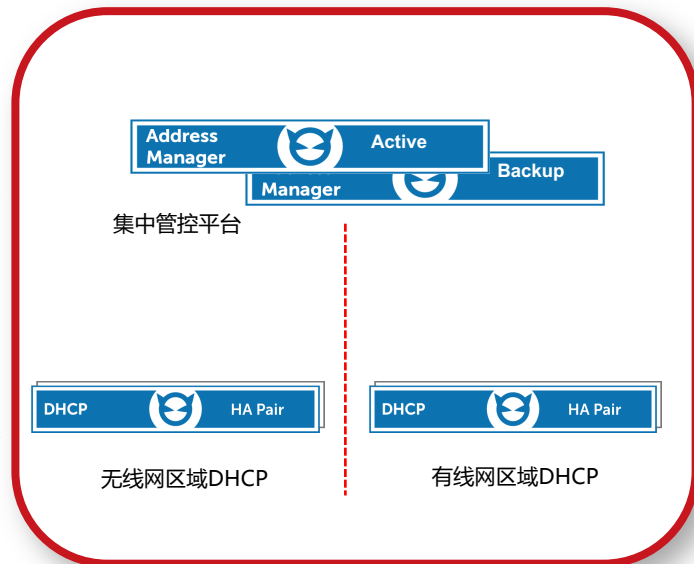 Address
Manager
Active
Manager
Backup
集中管控平台
DHCP
HA Pair
DHCP
HA Pair
无线网区域DHCP
有线网区域DHCP